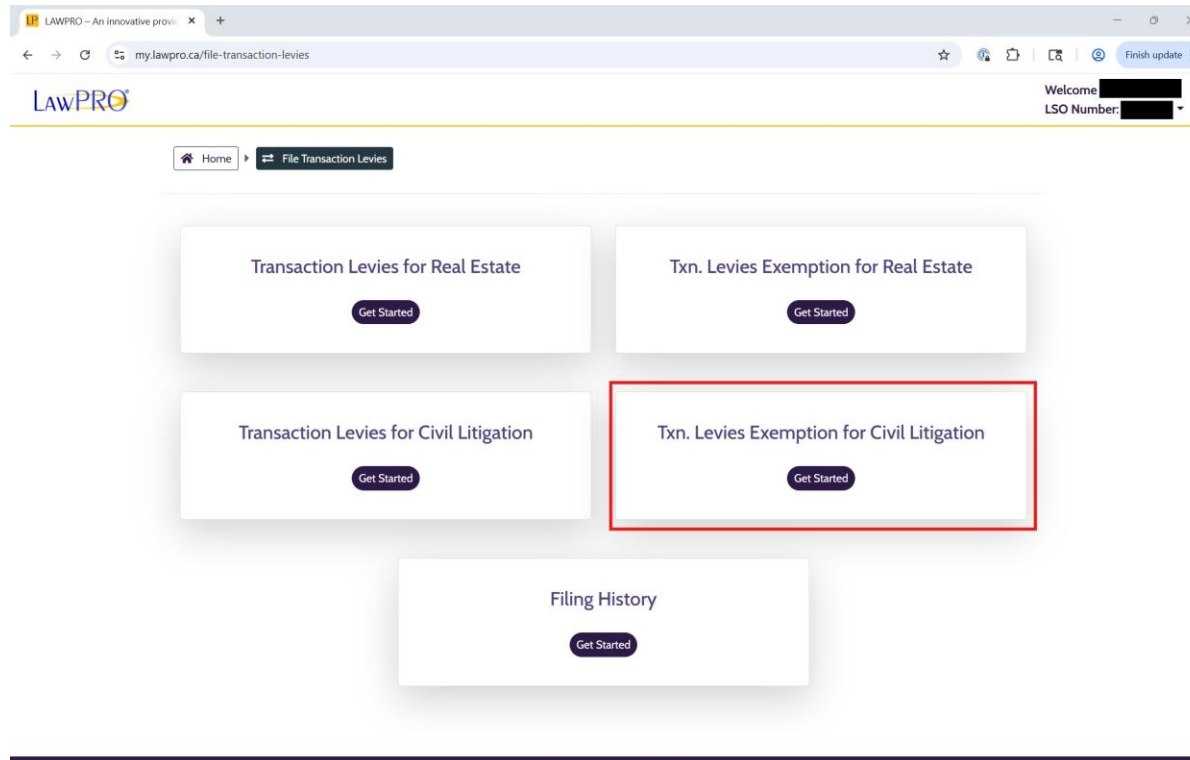 LP LAWPRO – An innovative provi
my.lawpro.ca/file-transaction-levies
Finish update
LAWPRO
Welcome
LSO Number:
Home
File Transaction Levies
Transaction Levies for Real Estate
Get Started
Txn. Levies Exemption for Real Estate
Get Started
Transaction Levies for Civil Litigation
Get Started
Txn. Levies Exemption for Civil Litigation
Get Started
Filing History
Get Started